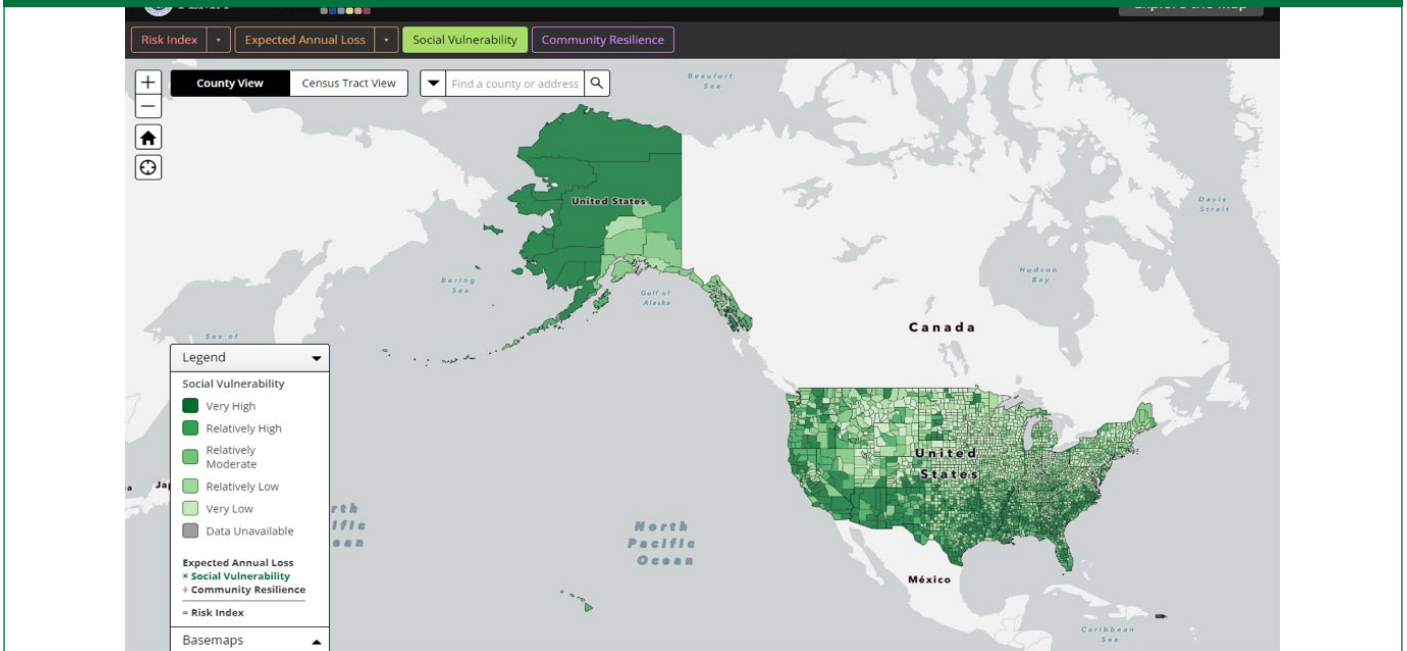 Risk Index
Expected Annual Loss
Social Vulnerability
Community Resilience
County View
Census Tract View
Find a county or address
Beaufort
Sea
United States
Davis
Strait
Hudson
Bay
Bering
Sea
Gulf of
Alaska
Canada
Sea of
Legend
Social Vulnerability
Very High
Relatively High
Relatively
Moderate
Relatively Low
Very Low
Data Unavailable
Expected Annual Loss
× Social Vulnerability
÷ Community Resilience
= Risk Index
Basemaps
United
States
North
Pacific
Ocean
México
Caribbean
Sea